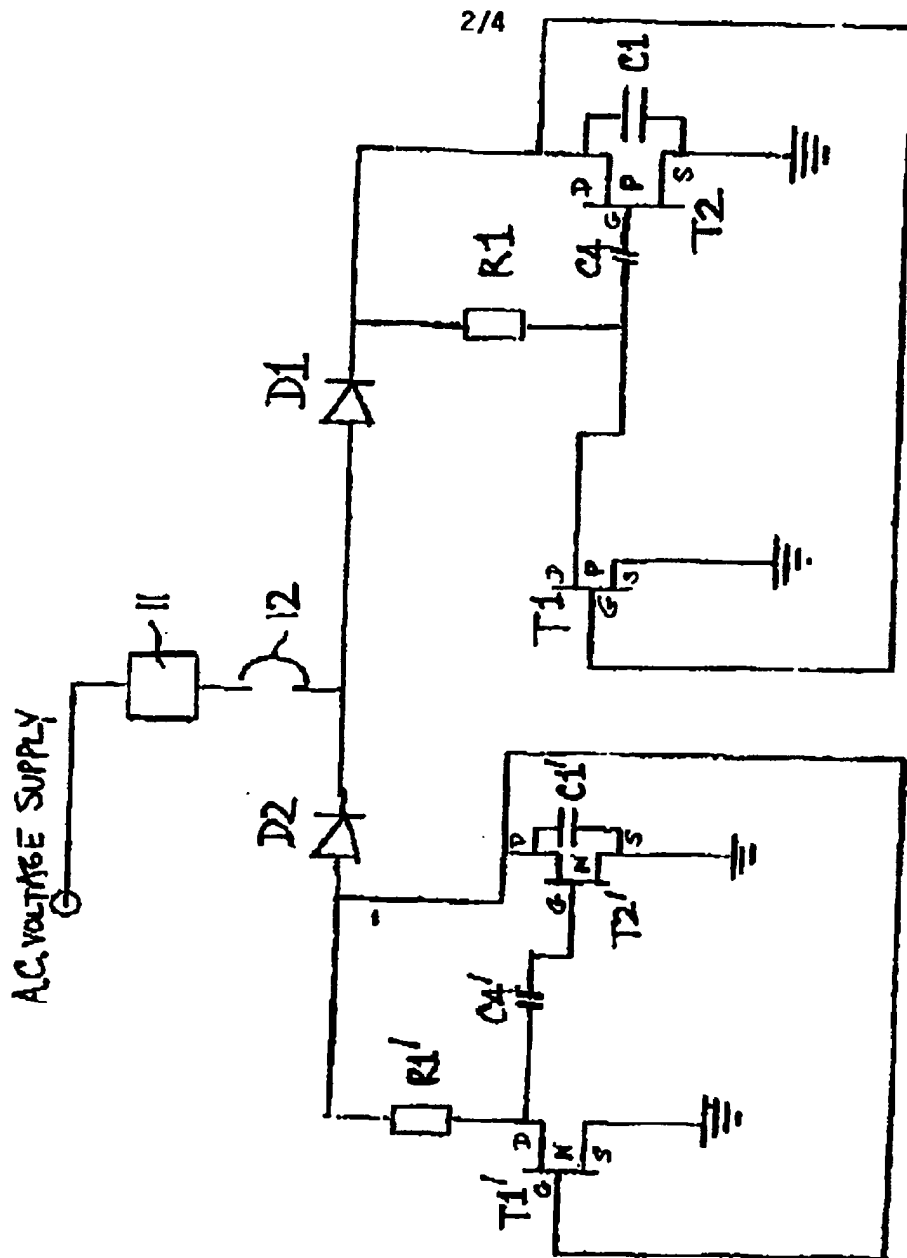 2/4
A.C. VOLTAGE SUPPLY
11
12
D2
D1
R1'
R1
C4'
C4
T1'
D
G
N
S
T2'
D
G
N
S
C1'
T1
D
G
P
S
T2
D
G
P
S
C1